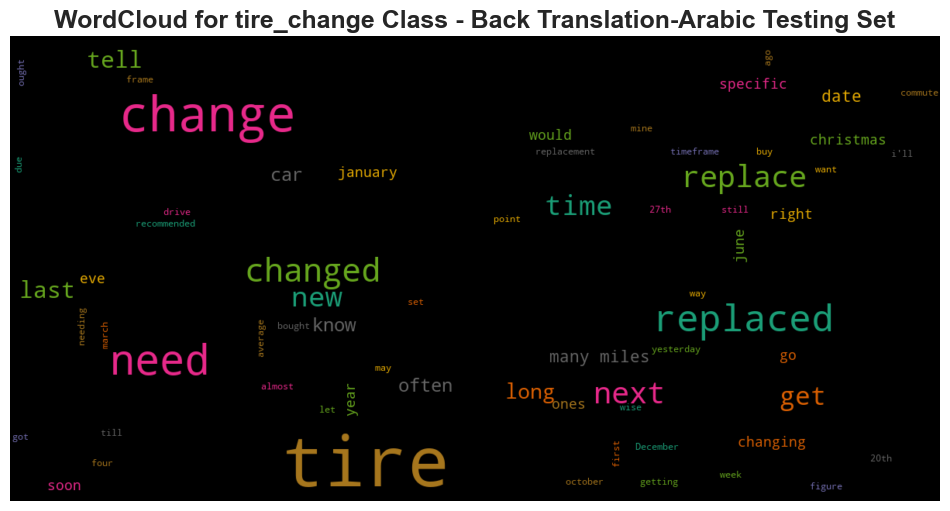 WordCloud for tire_change Class - Back Translation-Arabic Testing Set
ought
tell
frame
change
ago
specific
date
commute
would
mine
christmas
replacement
timeframe
buy
i'll
due
car
january
replace
want
drive
recommended
time
point
27th
still
right
june
changed
last
eve
new
set
way
replaced
needing
march
average
bought
know
many miles
yesterday
go
need
may
almost
often
year
let
long
ones
next
wise
get
got
till
tire
first
December
changing
four
20th
soon
october
getting
week
figure